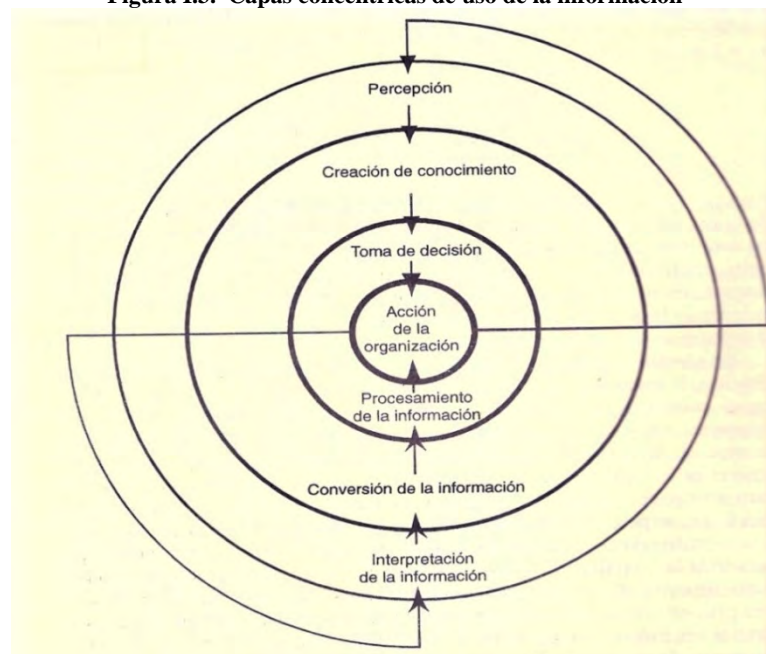 Figura 1.3. Capas concéntricas de uso de la información
Percepción
Creación de conocimiento
Toma de decisión
Acción
de la
organización
Procesamiento
de la información
Conversión de la información
Interpretación
de la información